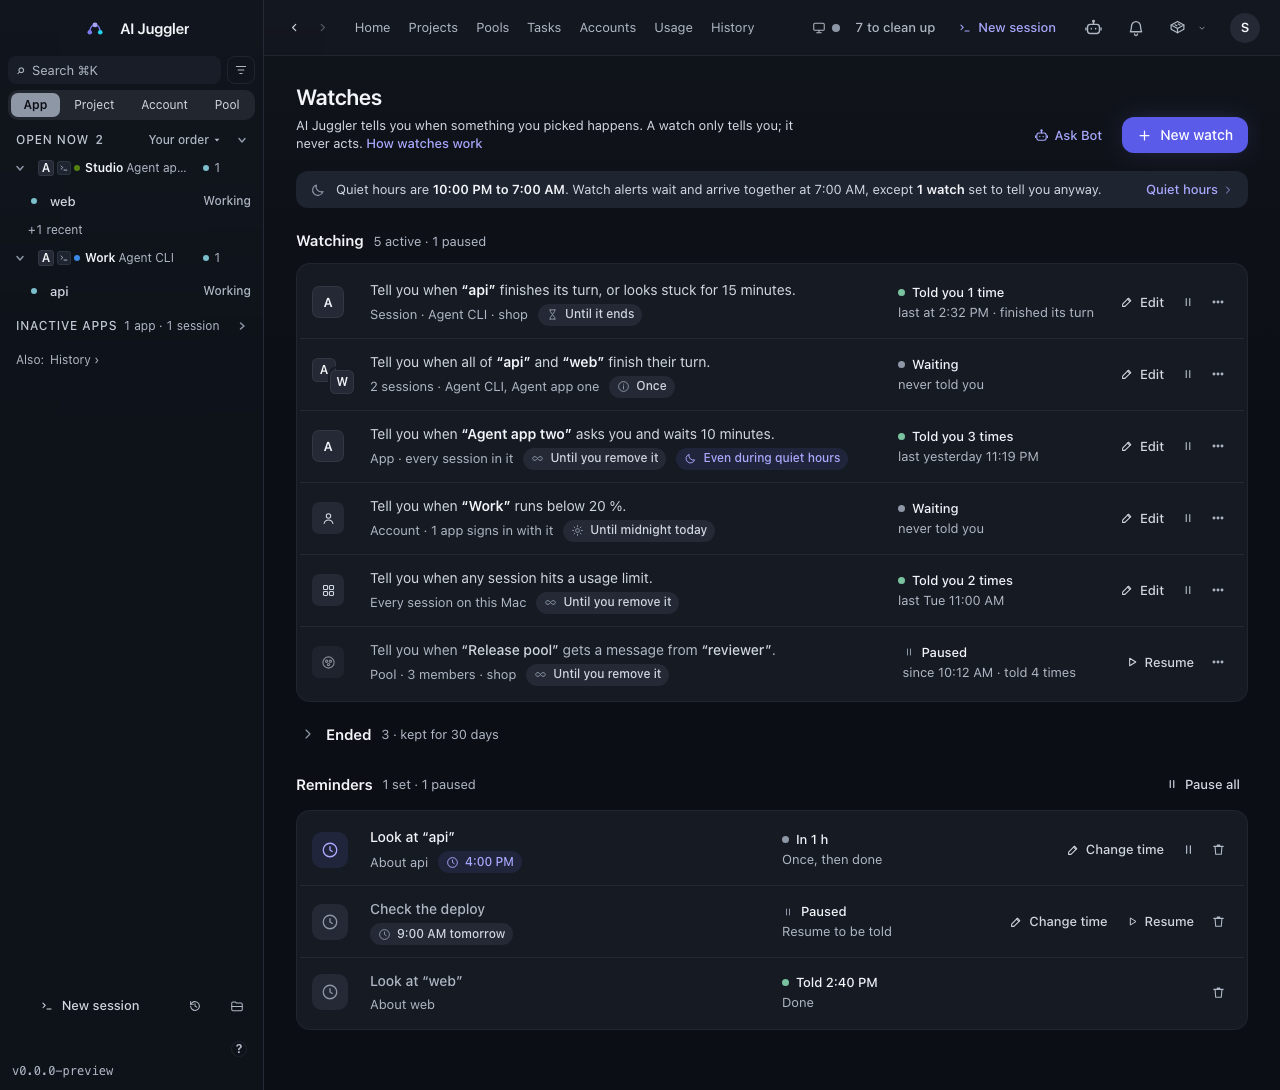 AI Juggler
Search ⌘K
App Project Account Pool
OPEN NOW 2 Your order
A Studio Agent ap... 1
web Working
+1 recent
A Work Agent CLI 1
api Working
INACTIVE APPS 1 app · 1 session
Also: History ›
New session
?
v0.0.0-preview
Home Projects Pools Tasks Accounts Usage History
7 to clean up
New session
S
Watches
AI Juggler tells you when something you picked happens. A watch only tells you; it
never acts. How watches work
Ask Bot
+ New watch
Quiet hours are 10:00 PM to 7:00 AM. Watch alerts wait and arrive together at 7:00 AM, except 1 watch set to tell you anyway.
Quiet hours ›
Watching 5 active · 1 paused
A
Tell you when “api” finishes its turn, or looks stuck for 15 minutes.
Session · Agent CLI · shop Until it ends
Told you 1 time
last at 2:32 PM · finished its turn
Edit
A W
Tell you when all of “api” and “web” finish their turn.
2 sessions · Agent CLI, Agent app one Once
Waiting
never told you
Edit
A
Tell you when “Agent app two” asks you and waits 10 minutes.
App · every session in it Until you remove it Even during quiet hours
Told you 3 times
last yesterday 11:19 PM
Edit
Tell you when “Work” runs below 20 %.
Account · 1 app signs in with it Until midnight today
Waiting
never told you
Edit
Tell you when any session hits a usage limit.
Every session on this Mac Until you remove it
Told you 2 times
last Tue 11:00 AM
Edit
Tell you when “Release pool” gets a message from “reviewer”.
Pool · 3 members · shop Until you remove it
Paused
since 10:12 AM · told 4 times
Resume
Ended 3 · kept for 30 days
Reminders 1 set · 1 paused
Pause all
Look at “api”
About api 4:00 PM
In 1 h
Once, then done
Change time
Check the deploy
9:00 AM tomorrow
Paused
Resume to be told
Change time
Resume
Look at “web”
About web
Told 2:40 PM
Done